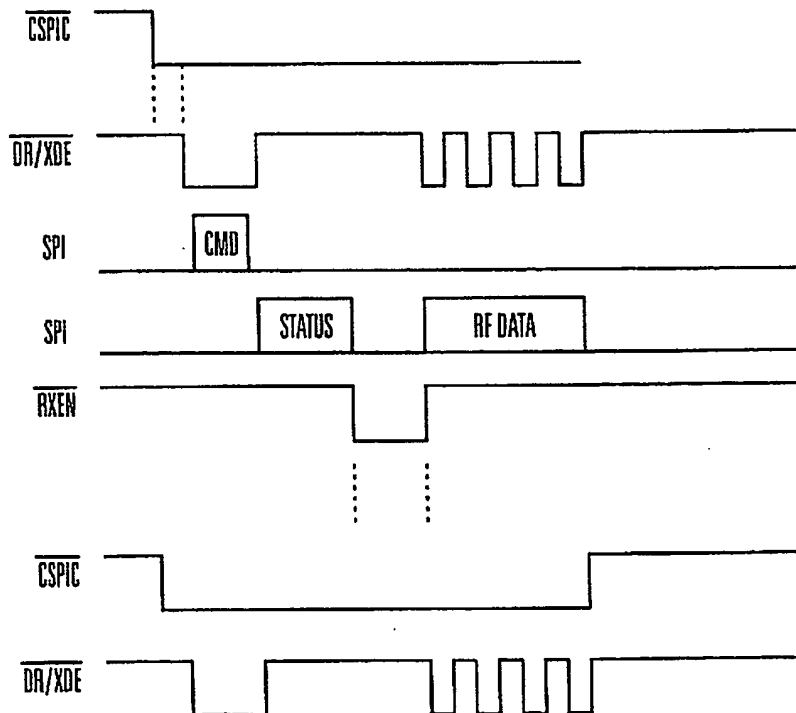 CSPIC
DR/XDE
SPI
CMD
SPI
STATUS
RF DATA
RXEN
CSPIC
DR/XDE